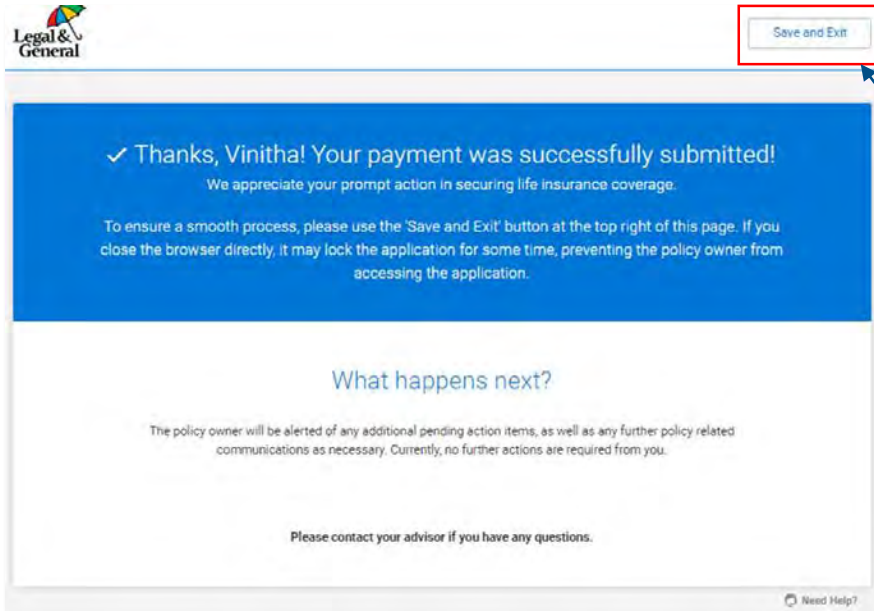 Legal &
General
Save and Exit
✓ Thanks, Vinitha! Your payment was successfully submitted!
We appreciate your prompt action in securing life insurance coverage.
To ensure a smooth process, please use the 'Save and Exit' button at the top right of this page. If you
close the browser directly, it may lock the application for some time, preventing the policy owner from
accessing the application.
What happens next?
The policy owner will be alerted of any additional pending action items, as well as any further policy related
communications as necessary. Currently, no further actions are required from you.
Please contact your advisor if you have any questions.
Need Help?